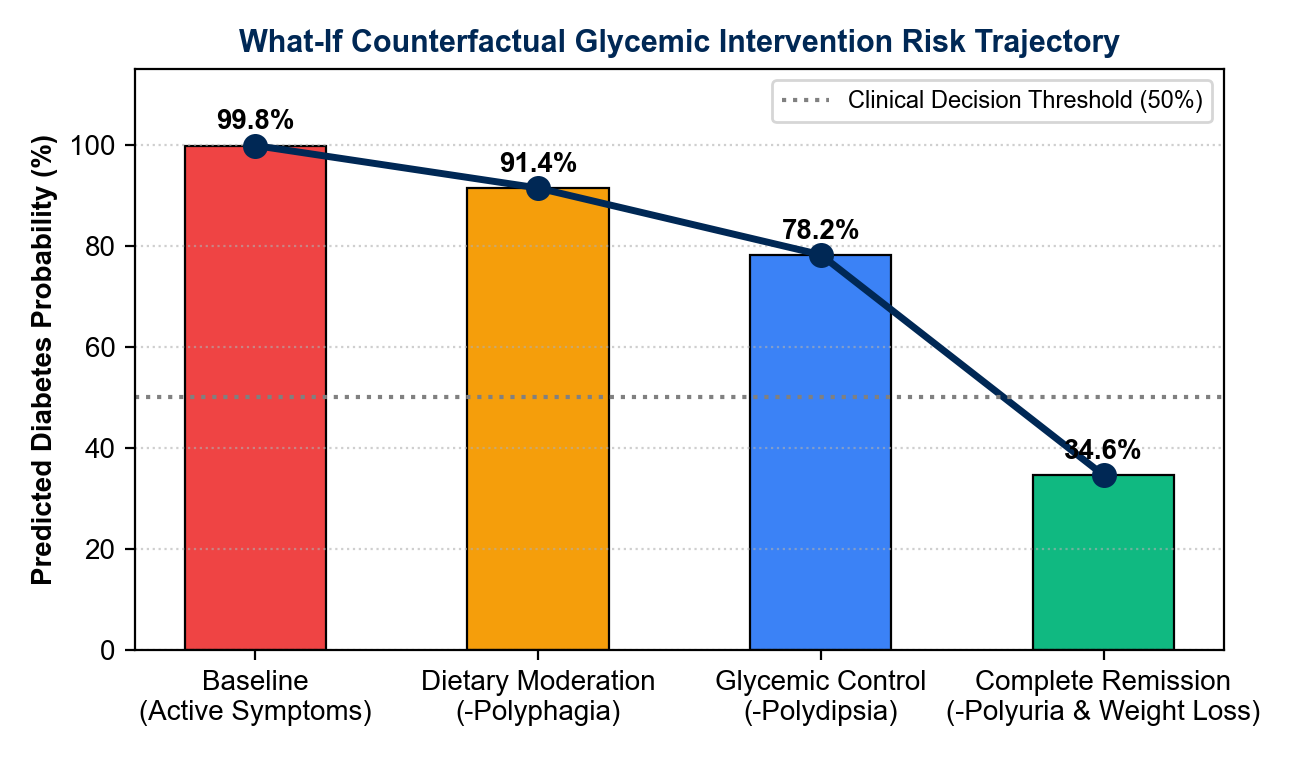 What-If Counterfactual Glycemic Intervention Risk Trajectory
Clinical Decision Threshold (50%)
Predicted Diabetes Probability (%)
100
80
60
40
20
0
99.8%
91.4%
78.2%
34.6%
Baseline
(Active Symptoms)
Dietary Moderation
(-Polyphagia)
Glycemic Control
(-Polydipsia)
Complete Remission
(-Polyuria & Weight Loss)